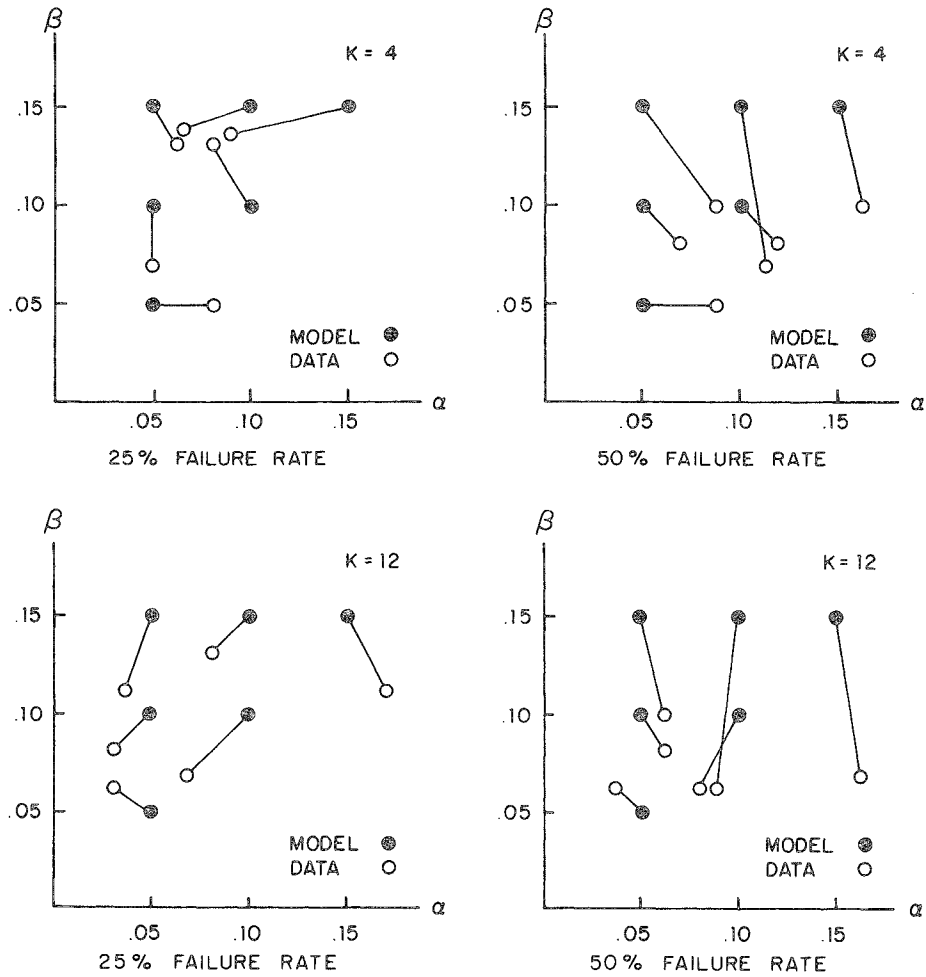 β
K = 4
.15
.10
.05
MODEL
DATA
.05
.10
.15
α
25% FAILURE RATE
β
K = 4
.15
.10
.05
MODEL
DATA
.05
.10
.15
α
50% FAILURE RATE
β
K = 12
.15
.10
.05
MODEL
DATA
.05
.10
.15
α
25% FAILURE RATE
β
K = 12
.15
.10
.05
MODEL
DATA
.05
.10
.15
α
50% FAILURE RATE